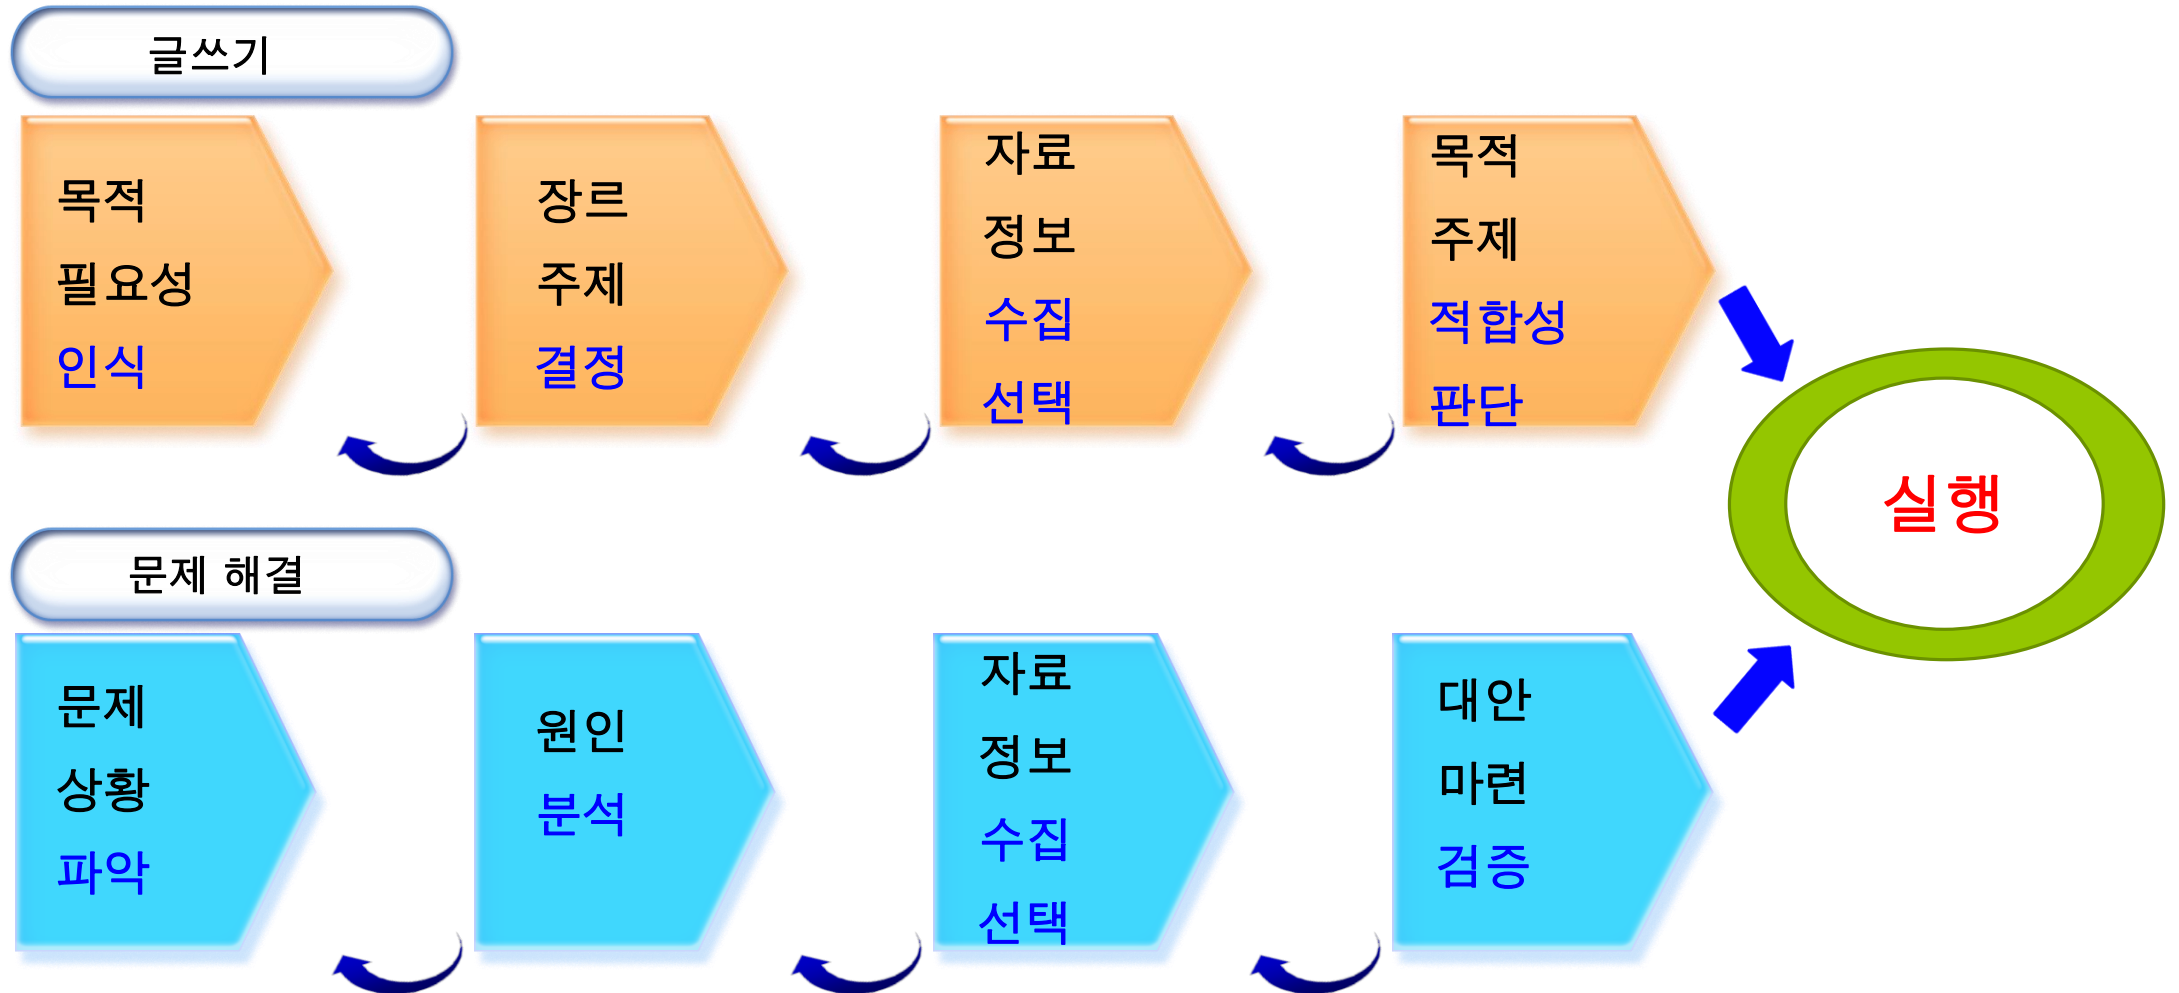 글쓰기
목적
필요성
인식
장르
주제
결정
자료
정보
수집
선택
목적
주제
적합성
판단
실행
문제 해결
문제
상황
파악
원인
분석
자료
정보
수집
선택
대안
마련
검증